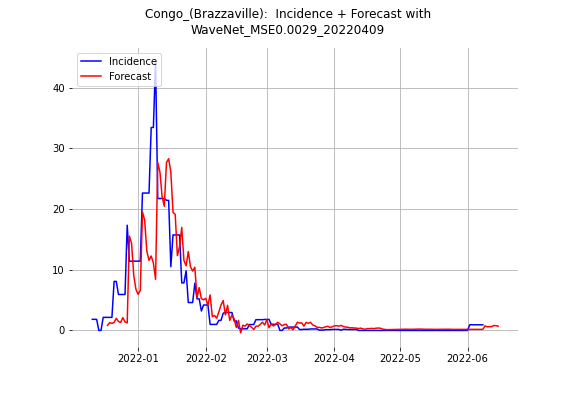 Congo_(Brazzaville):  Incidence + Forecast with
WaveNet_MSE0.0029_20220409
Incidence
Forecast
40
30
20
10
0
2022-01
2022-02
2022-03
2022-04
2022-05
2022-06